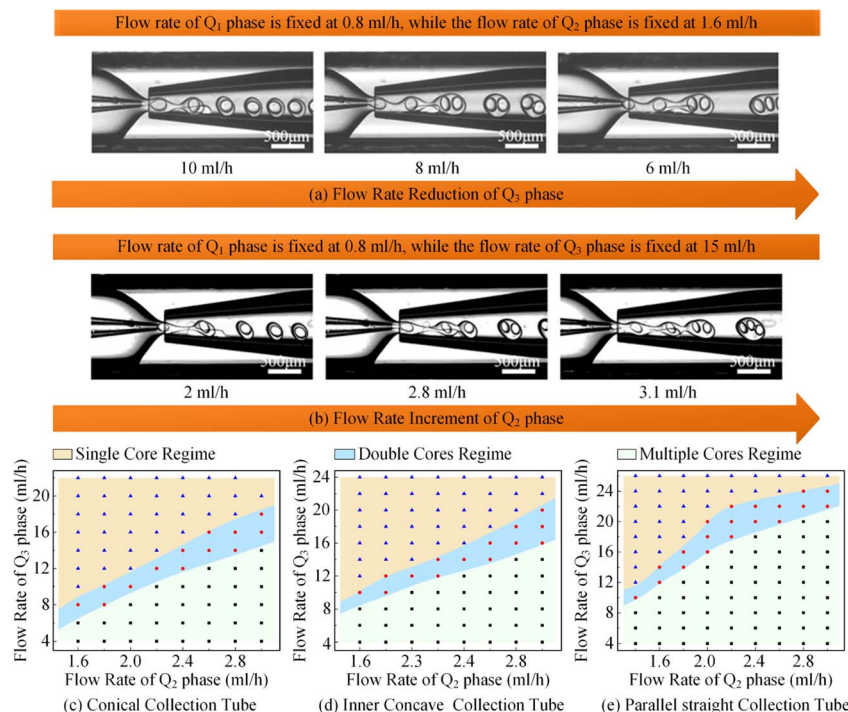 Flow rate of Q₁ phase is fixed at 0.8 ml/h, while the flow rate of Q₂ phase is fixed at 1.6 ml/h
500μm 500μm 500μm
10 ml/h 8 ml/h 6 ml/h
(a) Flow Rate Reduction of Q₃ phase
Flow rate of Q₁ phase is fixed at 0.8 ml/h, while the flow rate of Q₃ phase is fixed at 15 ml/h
500μm 500μm 500μm
2 ml/h 2.8 ml/h 3.1 ml/h
(b) Flow Rate Increment of Q₂ phase
Single Core Regime Double Cores Regime Multiple Cores Regime
Flow Rate of Q₃ phase (ml/h)
20
16
12
8
4
1.6 2.0 2.4 2.8
Flow Rate of Q₂ phase (ml/h)
(c) Conical Collection Tube
Flow Rate of Q₃ phase (ml/h)
24
20
16
12
8
4
1.6 2.3 2.4 2.8
Flow Rate of Q₂ phase (ml/h)
(d) Inner Concave Collection Tube
Flow Rate of Q₃ phase (ml/h)
24
20
16
12
8
4
1.6 2.0 2.4 2.8
Flow Rate of Q₂ phase (ml/h)
(e) Parallel straight Collection Tube